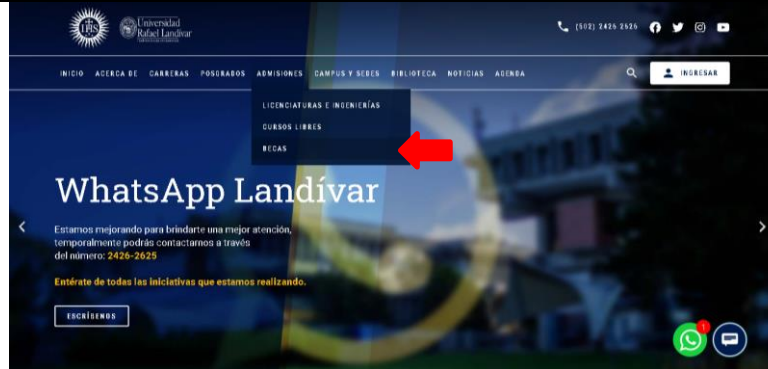 IHS
Universidad
Rafael Landívar
(502) 2426 2626
INICIO ACERCA DE CARRERAS POSGRADOS ADMISIONES CAMPUS Y SEDES BIBLIOTECA NOTICIAS AGENDA
INGRESAR
LICENCIATURAS E INGENIERÍAS
CURSOS LIBRES
BECAS
WhatsApp Landívar
Estamos mejorando para brindarte una mejor atención,
temporalmente podrás contactarnos a través
del número: 2426-2625
Entérate de todas las iniciativas que estamos realizando.
ESCRÍBENOS
1